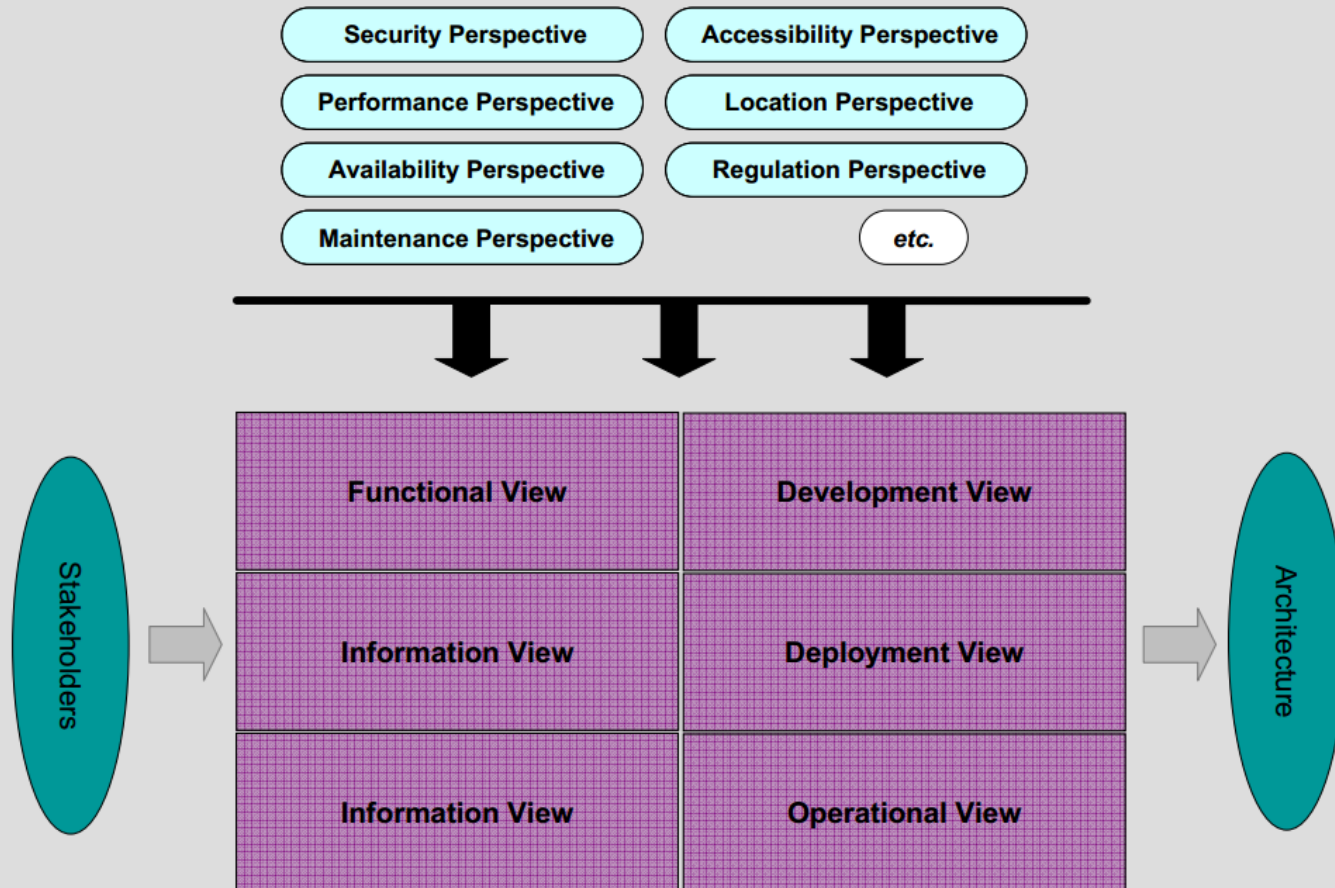 Security Perspective
Accessibility Perspective
Performance Perspective
Location Perspective
Availability Perspective
Regulation Perspective
Maintenance Perspective
etc.
Stakeholders
Functional View
Development View
Information View
Deployment View
Information View
Operational View
Architecture